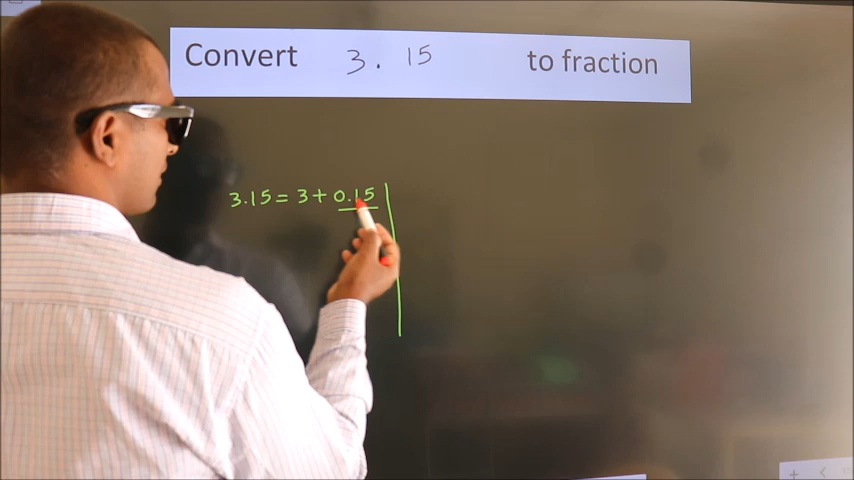 Convert 3.15 to fraction
3.15 = 3 + 0.15